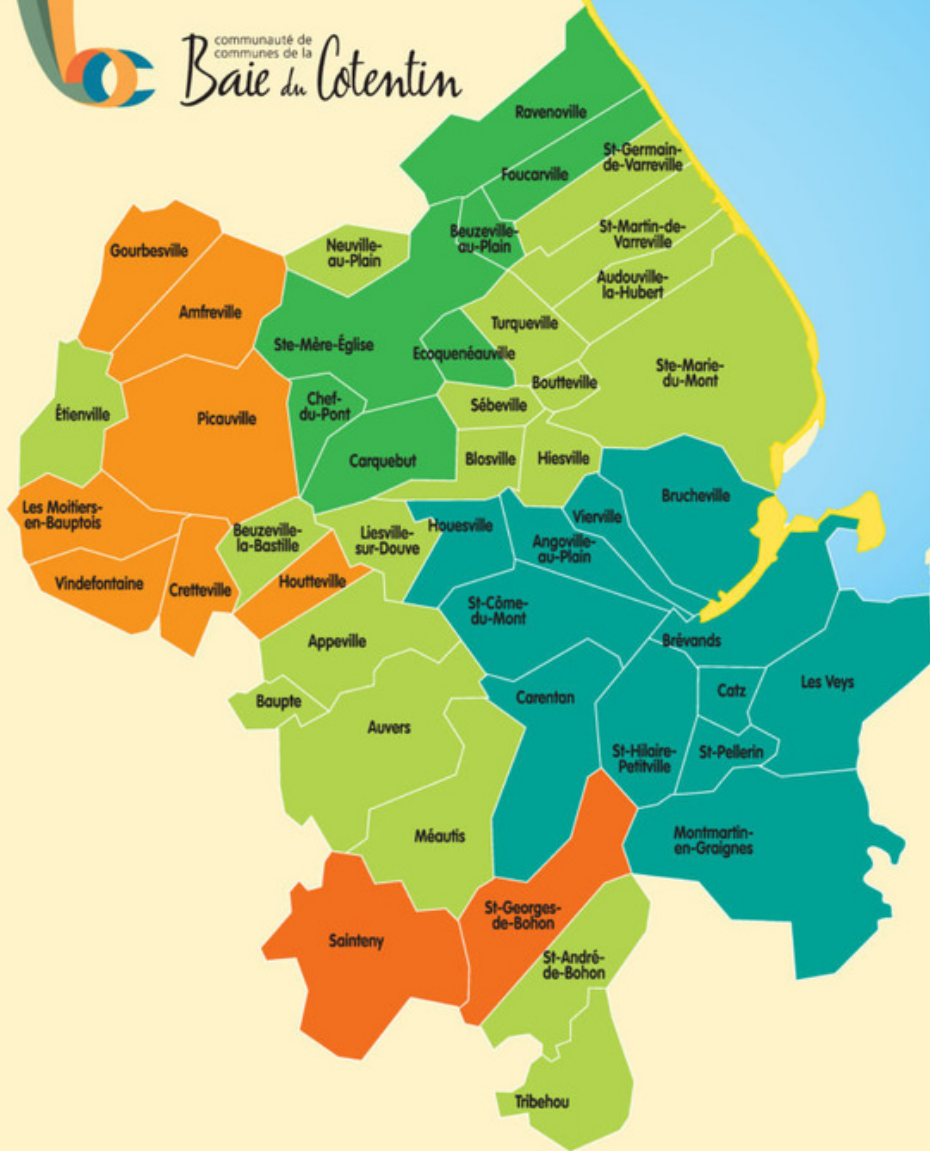 communauté de
communes de la
Baie du Cotentin
Ravenoville
St-Germain-
de-Varreville
Foucarville
Beuzeville-
au-Plain
St-Martin-de-
Varreville
Neuville-
au-Plain
Gourbesville
Audouville-
la-Hubert
Amfreville
Turqueville
Ste-Mère-Église
Ecoquenéauville
Ste-Marie-
du-Mont
Boutteville
Chef-
du-Pont
Sébeville
Étienville
Picauville
Carquebut
Blosville
Hiesville
Brucheville
Les Moitiers-
en-Bauptois
Vierville
Houesville
Beuzeville-
la-Bastille
Liesville-
sur-Douve
Angoville-
au-Plain
Vindefontaine
Cretteville
Houtteville
St-Côme-
du-Mont
Appeville
Brévands
Les Veys
Catz
Carentan
Baupte
Auvers
St-Hilaire-
Petitville
St-Pellerin
Méautis
Montmartin-
en-Graignes
St-Georges-
de-Bohon
Sainteny
St-André-
de-Bohon
Tribehou